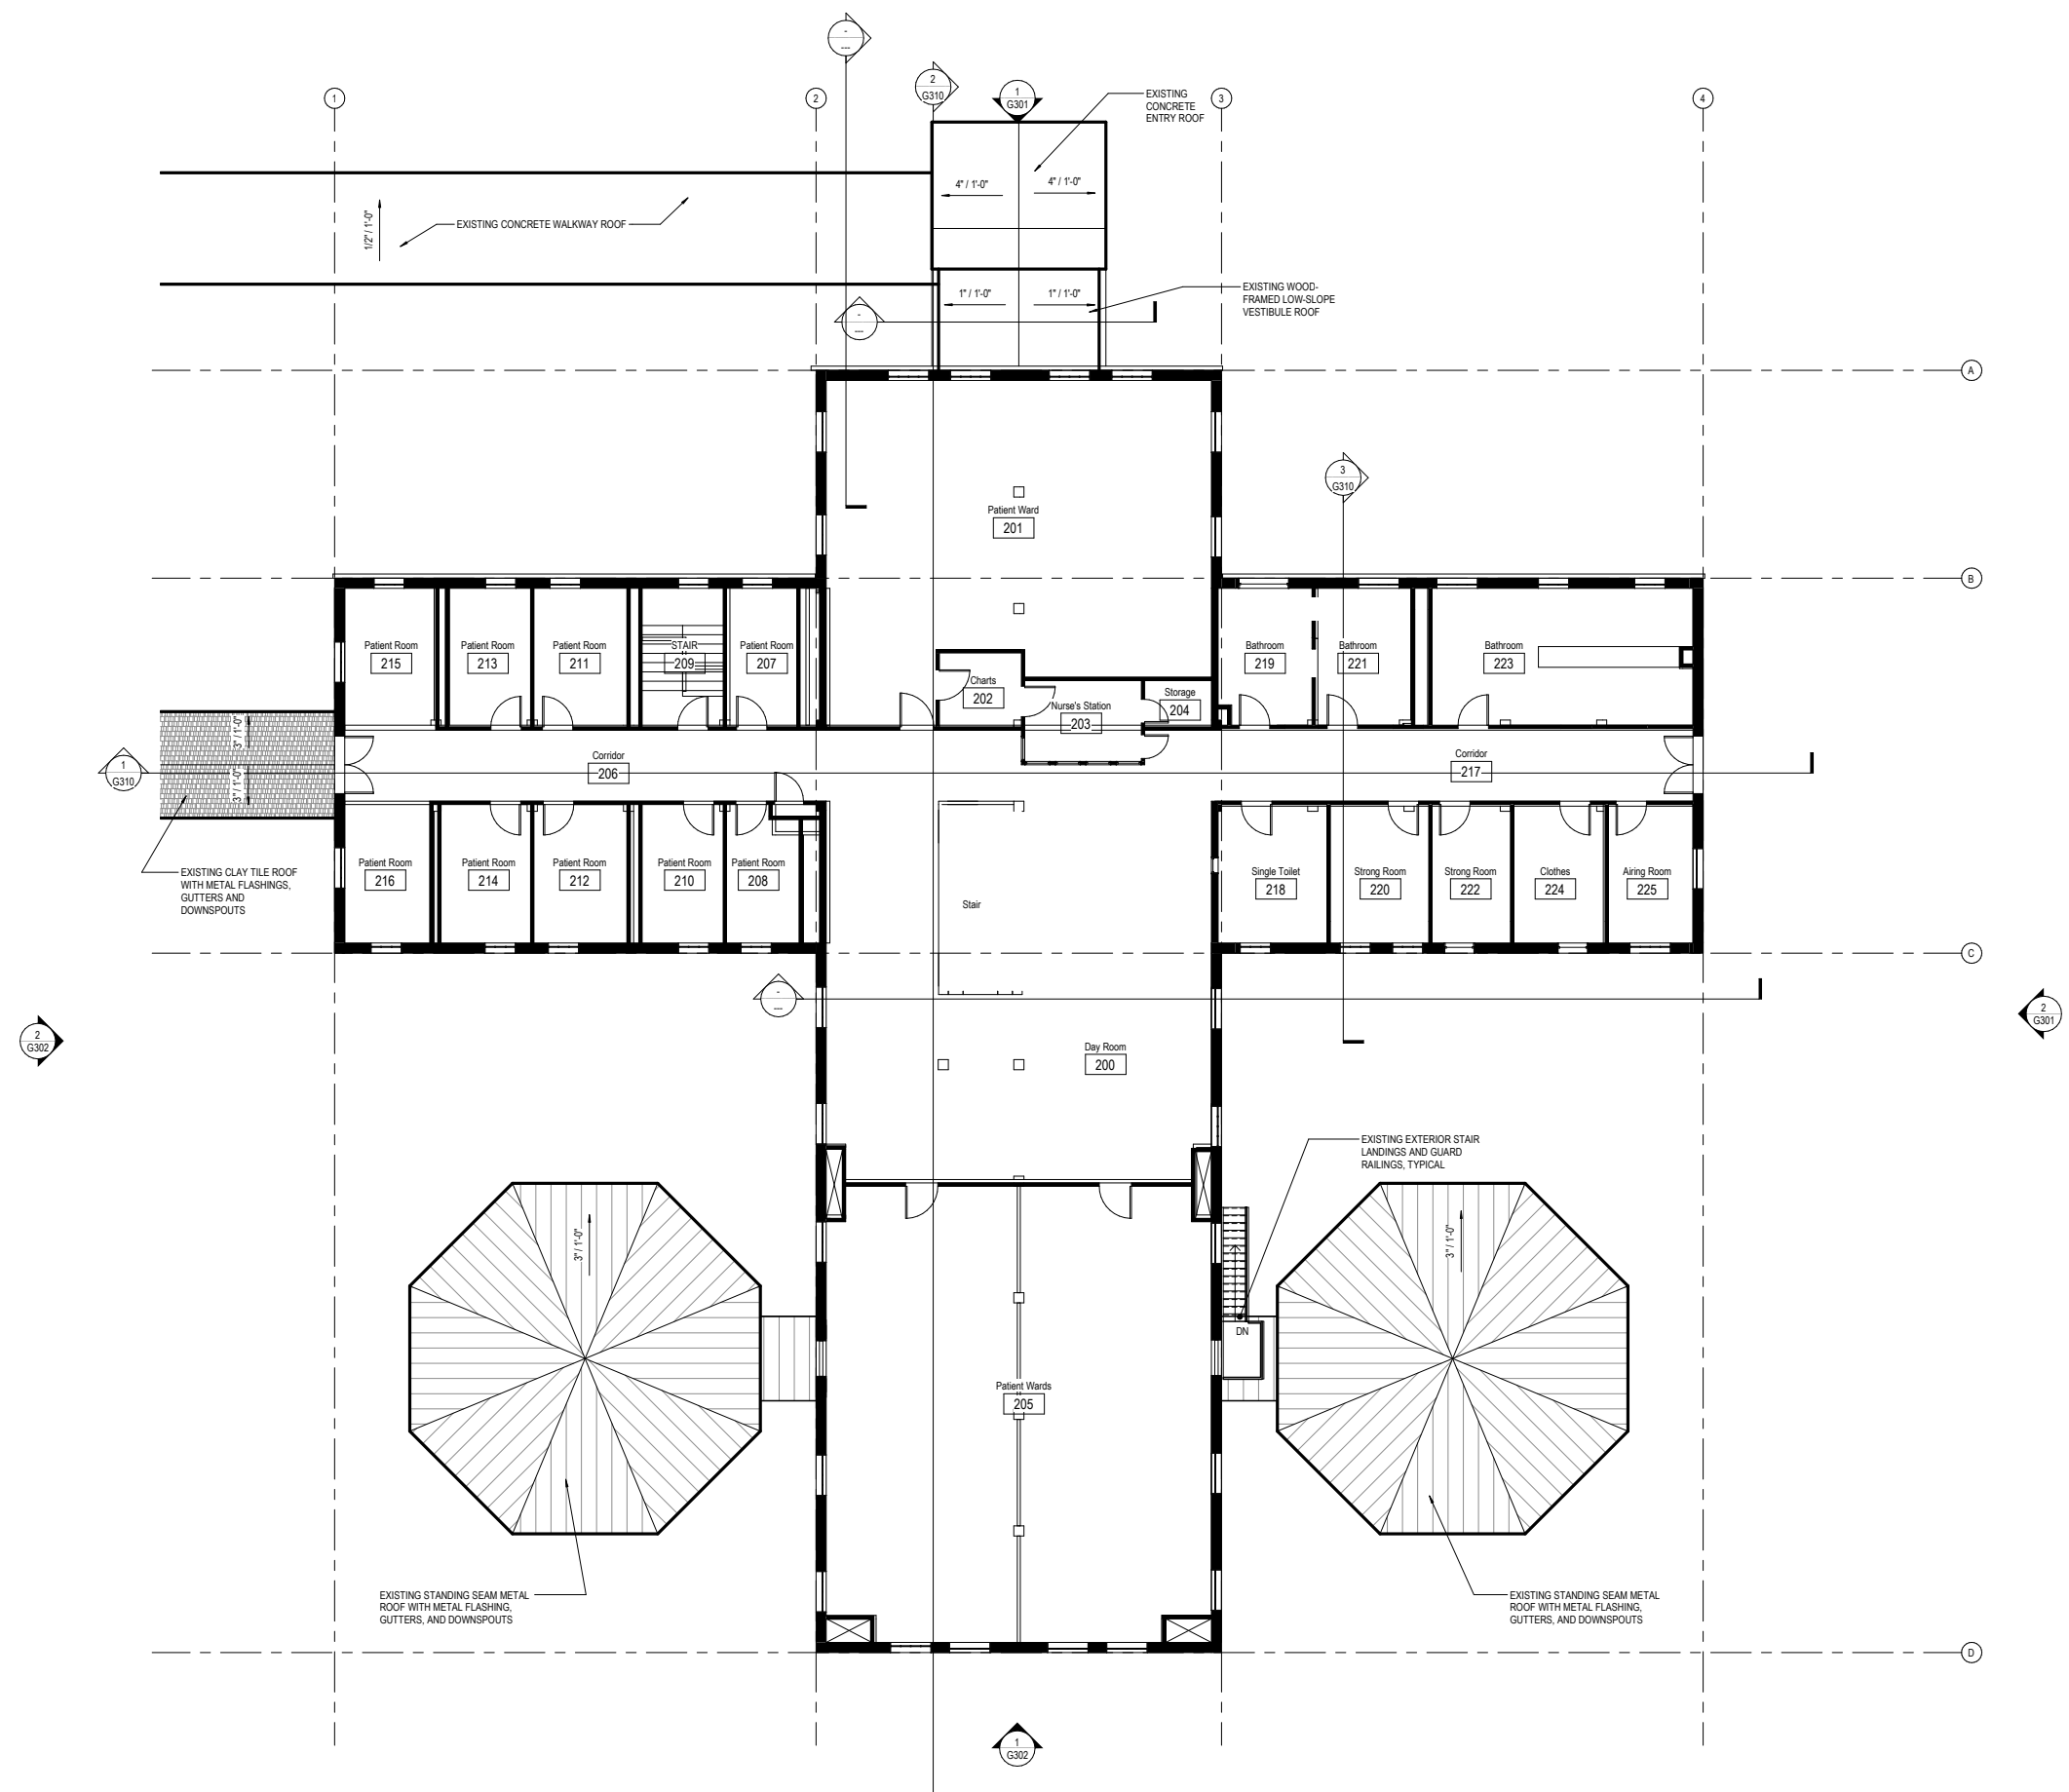 -
---
2
G310
1
G301
EXISTING
CONCRETE
ENTRY ROOF
1
2
3
4
4" / 1'-0"
4" / 1'-0"
1/2" / 1'-0"
EXISTING CONCRETE WALKWAY ROOF
1" / 1'-0"
1" / 1'-0"
EXISTING WOOD-
FRAMED LOW-SLOPE
VESTIBULE ROOF
-
---
A
3
G310
Patient Ward
201
B
Patient Room
215
Patient Room
213
Patient Room
211
STAIR
209
Patient Room
207
Charts
202
Nurse's Station
203
Storage
204
Bathroom
219
Bathroom
221
Bathroom
223
3" / 1'-0"
3" / 1'-0"
1
G310
Corridor
206
Corridor
217
EXISTING CLAY TILE ROOF
WITH METAL FLASHINGS,
GUTTERS AND
DOWNSPOUTS
Patient Room
216
Patient Room
214
Patient Room
212
Patient Room
210
Patient Room
208
Stair
Single Toilet
218
Strong Room
220
Strong Room
222
Clothes
224
Airing Room
225
C
-
---
2
G302
2
G301
Day Room
200
EXISTING EXTERIOR STAIR
LANDINGS AND GUARD
RAILINGS, TYPICAL
3" / 1'-0"
3" / 1'-0"
DN
Patient Wards
205
EXISTING STANDING SEAM METAL
ROOF WITH METAL FLASHING,
GUTTERS, AND DOWNSPOUTS
EXISTING STANDING SEAM METAL
ROOF WITH METAL FLASHING,
GUTTERS, AND DOWNSPOUTS
D
1
G302